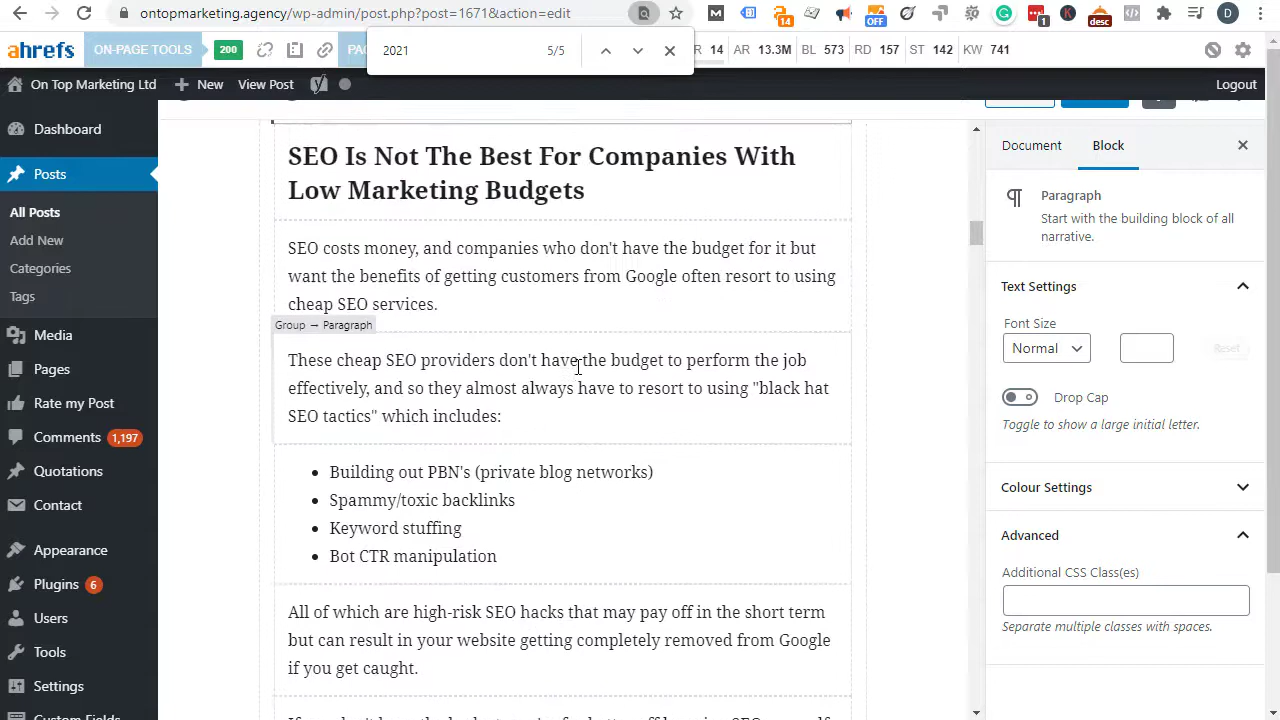 ontopmarketing.agency/wp-admin/post.php?post=1671&action=edit
14
OFF
1
desc
D
ahrefs
ON-PAGE TOOLS
200
2021
5/5
R 14
AR 13.3M
BL 573
RD 157
ST 142
KW 741
On Top Marketing Ltd
New
View Post
Logout
Dashboard
Posts
All Posts
Add New
Categories
Tags
Media
Pages
Rate my Post
Comments 1,197
Quotations
Contact
Appearance
Plugins 6
Users
Tools
Settings
Custom Fields
SEO Is Not The Best For Companies With
Low Marketing Budgets
SEO costs money, and companies who don't have the budget for it but
want the benefits of getting customers from Google often resort to using
cheap SEO services.
Group → Paragraph
These cheap SEO providers don't have the budget to perform the job
effectively, and so they almost always have to resort to using "black hat
SEO tactics" which includes:
• Building out PBN's (private blog networks)
• Spammy/toxic backlinks
• Keyword stuffing
• Bot CTR manipulation
All of which are high-risk SEO hacks that may pay off in the short term
but can result in your website getting completely removed from Google
if you get caught.
Document
Block
Paragraph
Start with the building block of all
narrative.
Text Settings
Font Size
Normal
Reset
Drop Cap
Toggle to show a large initial letter.
Colour Settings
Advanced
Additional CSS Class(es)
Separate multiple classes with spaces.